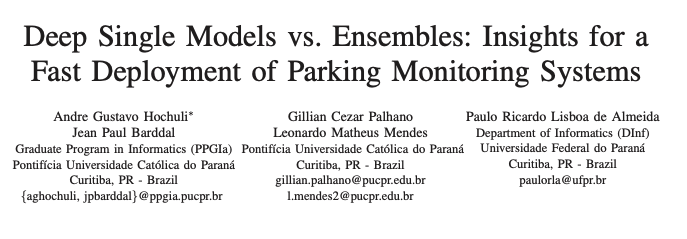 Deep Single Models vs. Ensembles: Insights for a
Fast Deployment of Parking Monitoring Systems
Andre Gustavo Hochuli*
Jean Paul Barddal
Graduate Program in Informatics (PPGIa)
Pontifícia Universidade Católica do Paraná
Curitiba, PR - Brazil
{aghochuli, jpbarddal}@ppgia.pucpr.br
Gillian Cezar Palhano
Leonardo Matheus Mendes
Pontifícia Universidade Católica do Paraná
Curitiba, PR - Brazil
gillian.palhano@pucpr.edu.br
l.mendes2@pucpr.edu.br
Paulo Ricardo Lisboa de Almeida
Department of Informatics (DInf)
Universidade Federal do Paraná
Curitiba, PR - Brazil
paulorla@ufpr.br